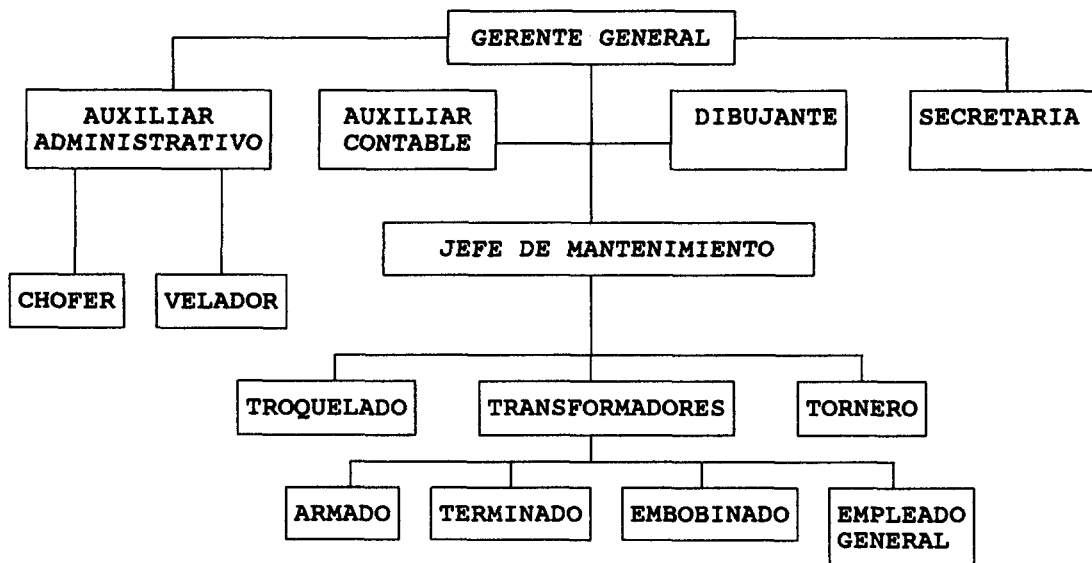 GERENTE GENERAL
AUXILIAR
ADMINISTRATIVO
AUXILIAR
CONTABLE
DIBUJANTE
SECRETARIA
JEFE DE MANTENIMIENTO
CHOFER
VELADOR
TROQUELADO
TRANSFORMADORES
TORNERO
ARMADO
TERMINADO
EMBOBINADO
EMPLEADO
GENERAL